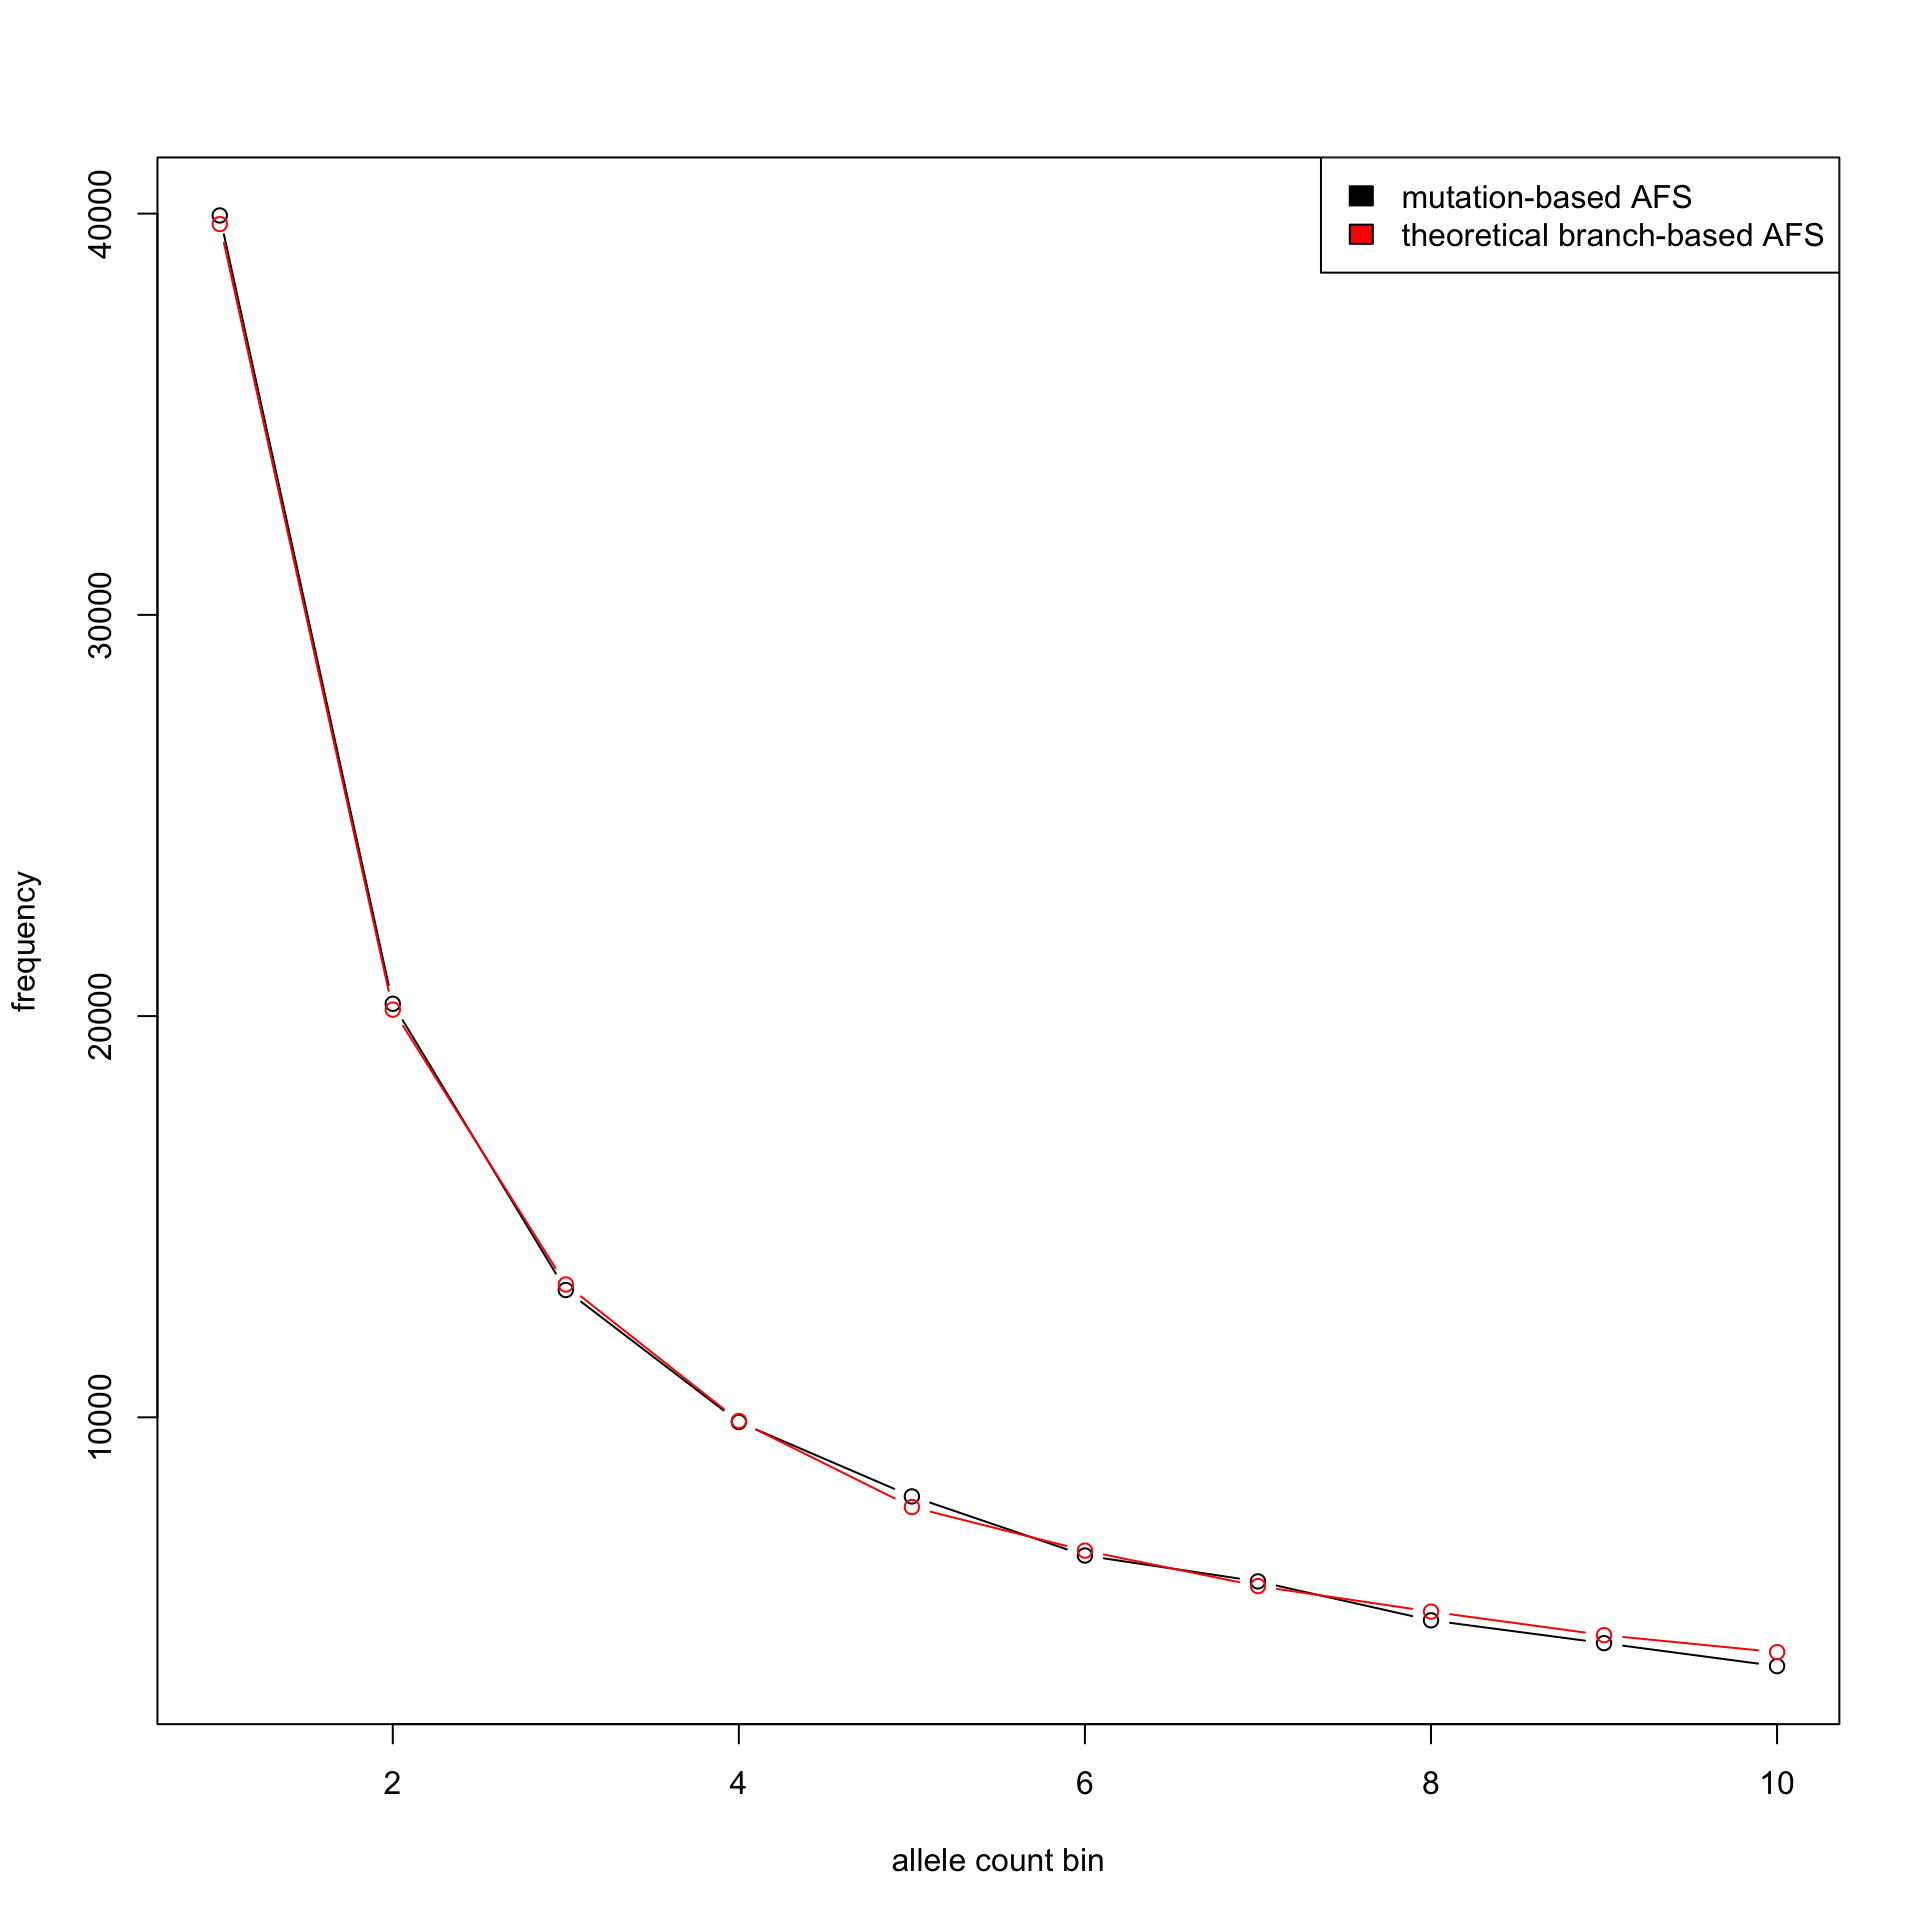 mutation-based AFS
theoretical branch-based AFS
40000
30000
20000
10000
frequency
2 4 6 8 10
allele count bin